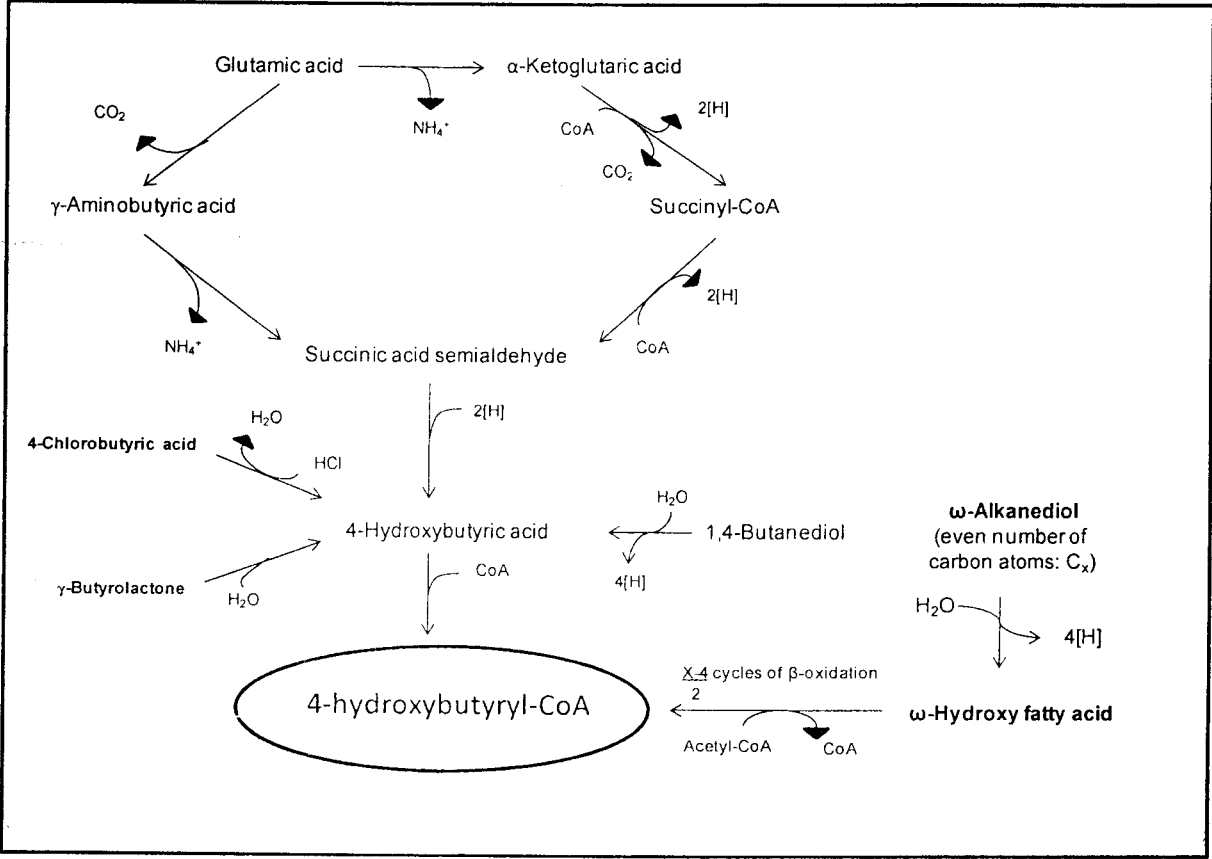 Glutamic acid
α-Ketoglutaric acid
CO₂
NH₄⁺
CoA
2[H]
CO₂
γ-Aminobutyric acid
Succinyl-CoA
NH₄⁺
2[H]
CoA
Succinic acid semialdehyde
2[H]
4-Chlorobutyric acid
H₂O
HCl
4-Hydroxybutyric acid
H₂O
4[H]
1,4-Butanediol
ω-Alkanediol
(even number of
carbon atoms: Cₓ)
γ-Butyrolactone
H₂O
CoA
H₂O
4[H]
4-hydroxybutyryl-CoA
X-4 cycles of β-oxidation
2
Acetyl-CoA
CoA
ω-Hydroxy fatty acid